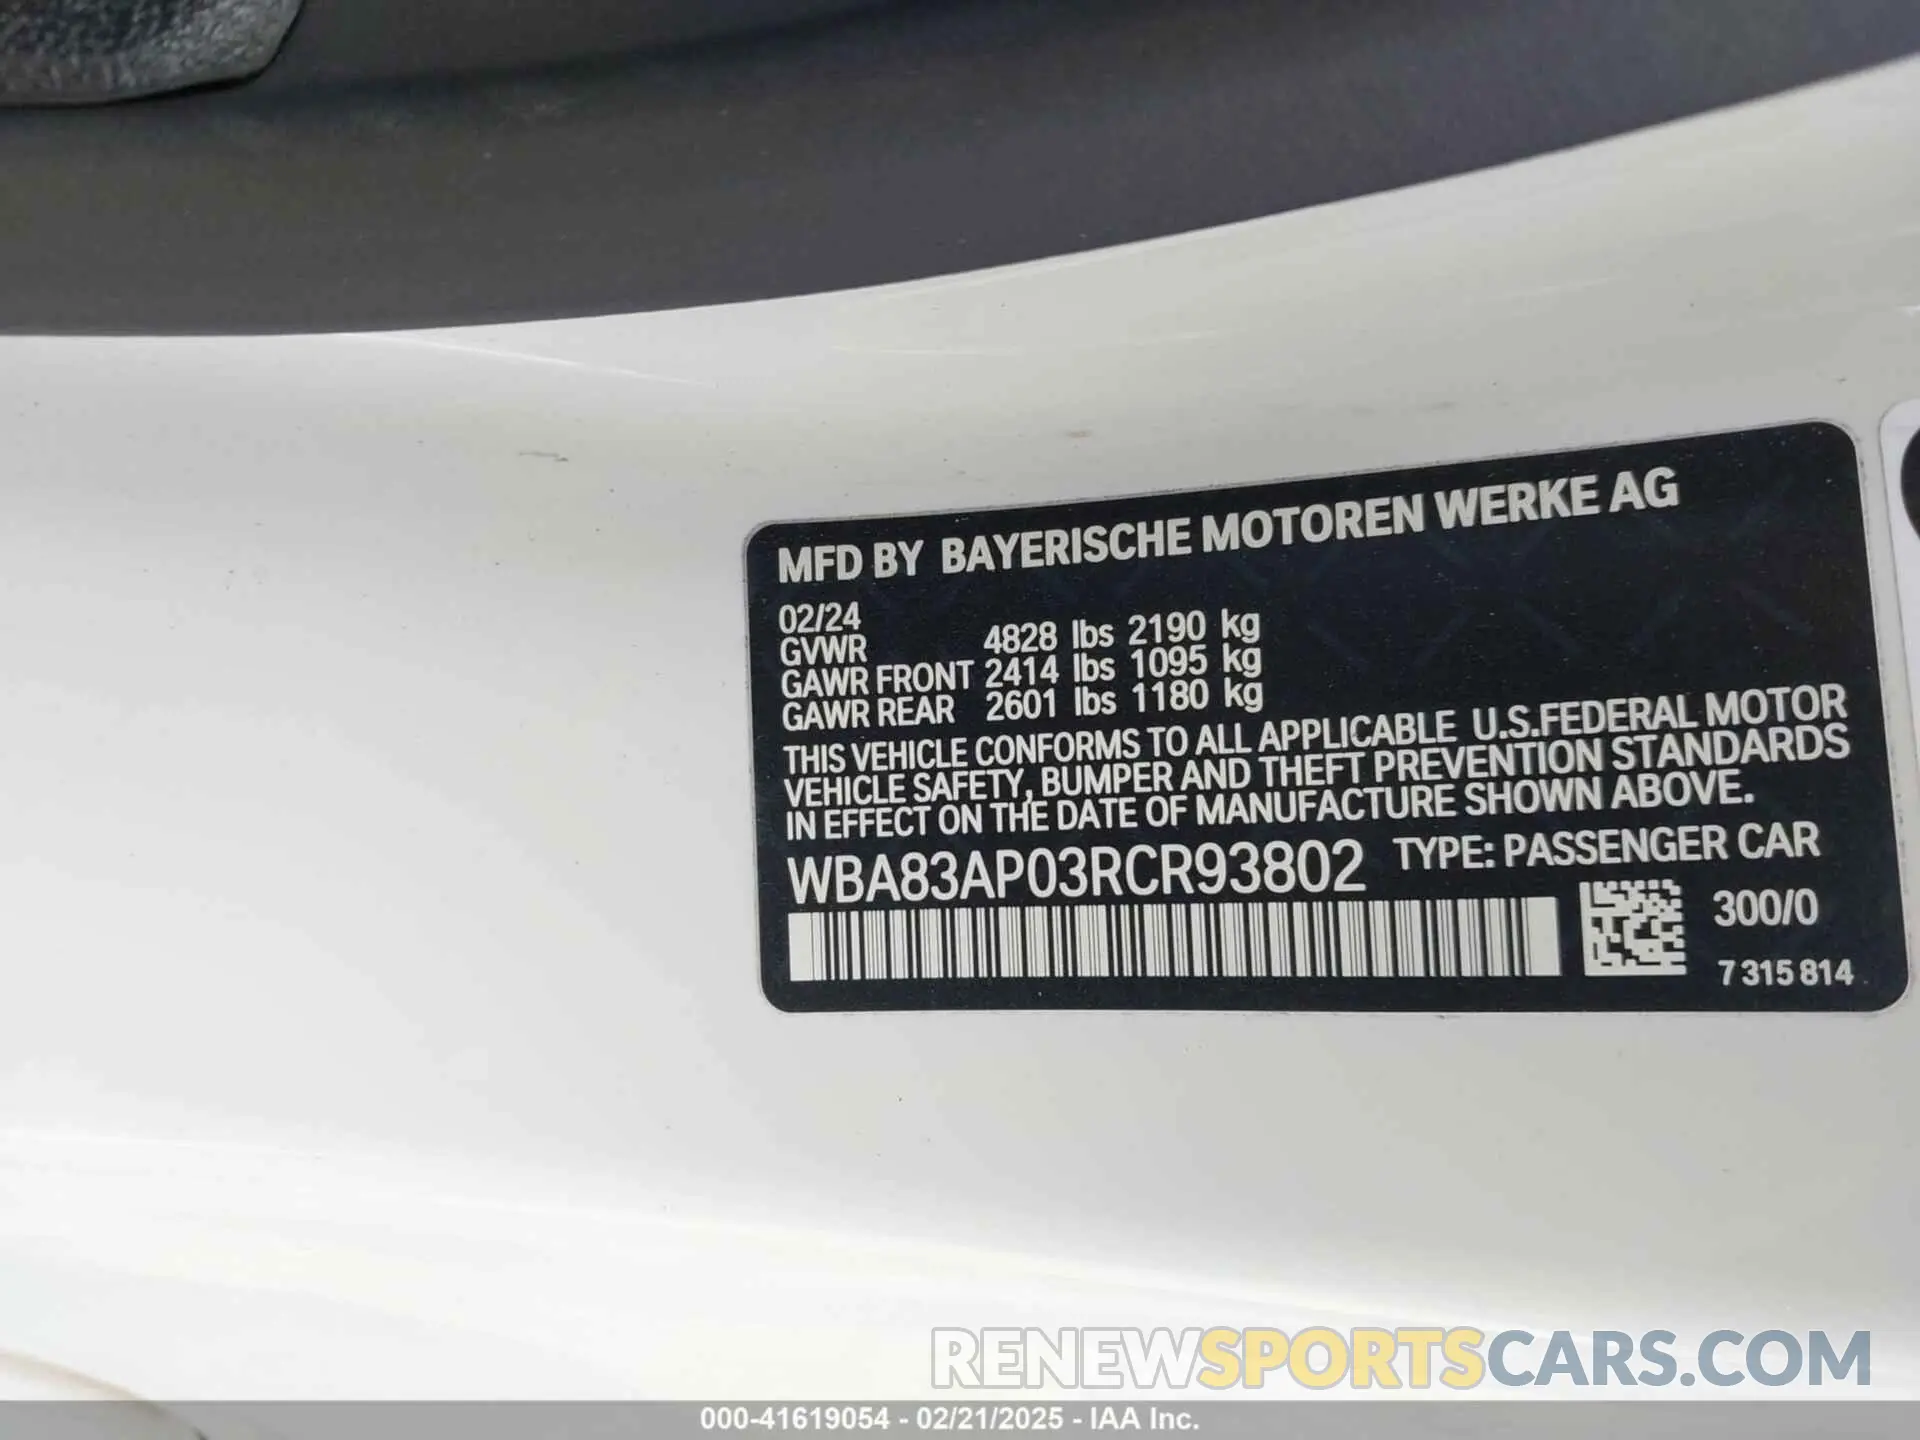 MFD BY BAYERISCHE MOTOREN WERKE AG
02/24
GVWR 4828 lbs 2190 kg
GAWR FRONT 2414 lbs 1095 kg
GAWR REAR 2601 lbs 1180 kg
THIS VEHICLE CONFORMS TO ALL APPLICABLE U.S.FEDERAL MOTOR
VEHICLE SAFETY, BUMPER AND THEFT PREVENTION STANDARDS
IN EFFECT ON THE DATE OF MANUFACTURE SHOWN ABOVE.
WBA83AP03RCR93802 TYPE: PASSENGER CAR
300/0
7 315 814
RENEWSPORTSCARS.COM
000-41619054 - 02/21/2025 - IAA Inc.